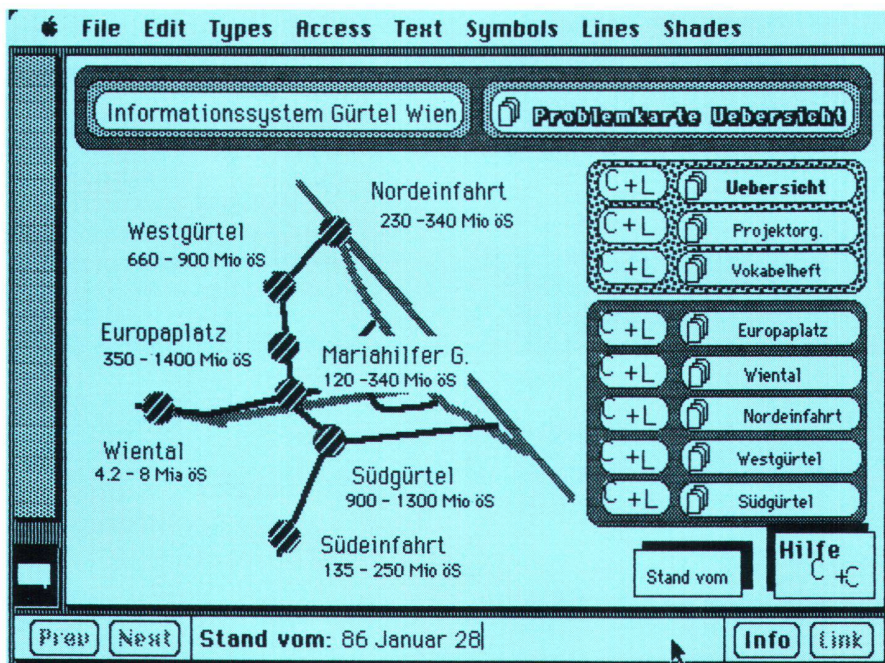 File Edit Types Access Text Symbols Lines Shades
Informationssystem Gürtel Wien
Problemkarte Uebersicht
Nordeinfahrt
230 -340 Mio öS
Westgürtel
660 - 900 Mio öS
Europaplatz
350 - 1400 Mio öS
Mariahilfer G.
120 -340 Mio öS
Wiental
4.2 - 8 Mia öS
Südgürtel
900 - 1300 Mio öS
Südeinfahrt
135 - 250 Mio öS
C +L Uebersicht
C +L Projektorg.
C +L Vokabelheft
C +L Europaplatz
C +L Wiental
C +L Nordeinfahrt
C +L Westgürtel
C +L Südgürtel
Stand vom
Hilfe
C +C
Prev Next Stand vom: 86 Januar 28 Info Link